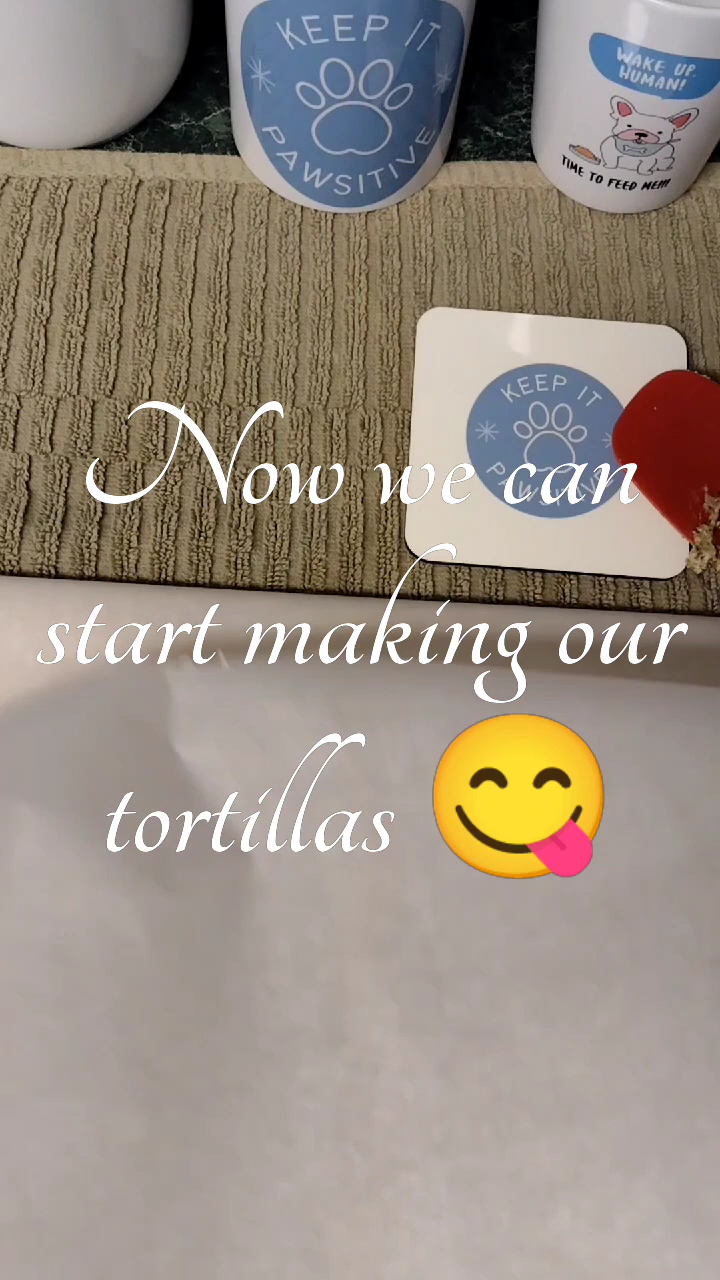 KEEP IT
PAWSITIVE
WAKE UP,
HUMAN!
TIME TO FEED ME!!!
KEEP IT
Now we can
start making our
tortillas 😋